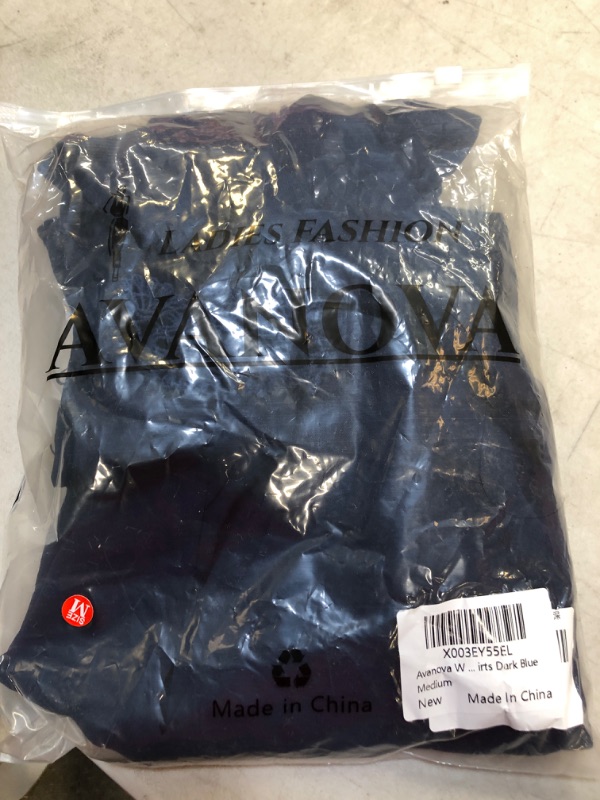 LADIES FASHION
AVANOVA
SIZE
M
X003EY55EL
Avanova W ... irts Dark Blue
Medium
New Made in China
Made in China